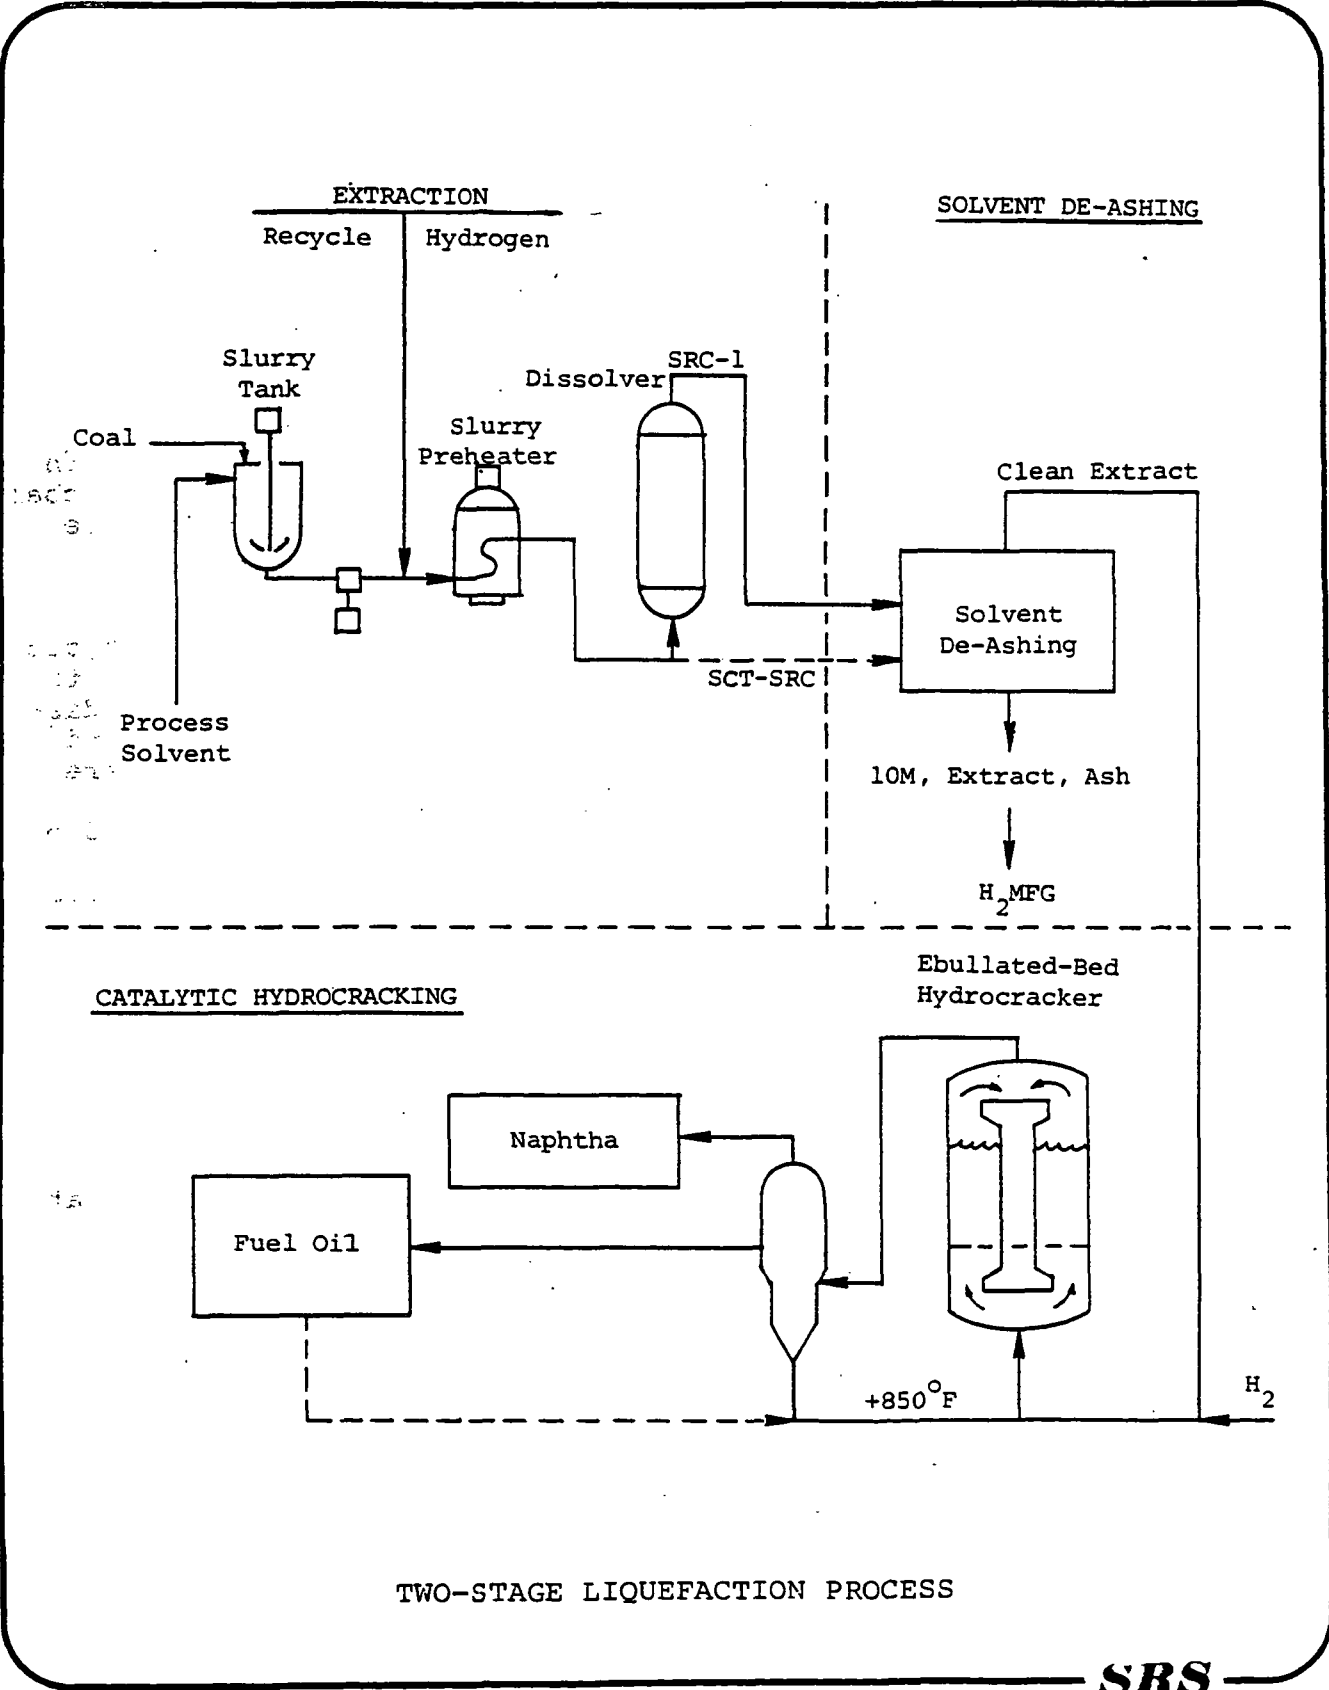 EXTRACTION
Recycle Hydrogen
SOLVENT DE-ASHING
Slurry
Tank
Coal
Slurry
Preheater
Dissolver
SRC-1
Clean Extract
Solvent
De-Ashing
SCT-SRC
Process
Solvent
10M, Extract, Ash
H2MFG
CATALYTIC HYDROCRACKING
Ebullated-Bed
Hydrocracker
Naphtha
Fuel Oil
+850°F
H2
TWO-STAGE LIQUEFACTION PROCESS
SRS